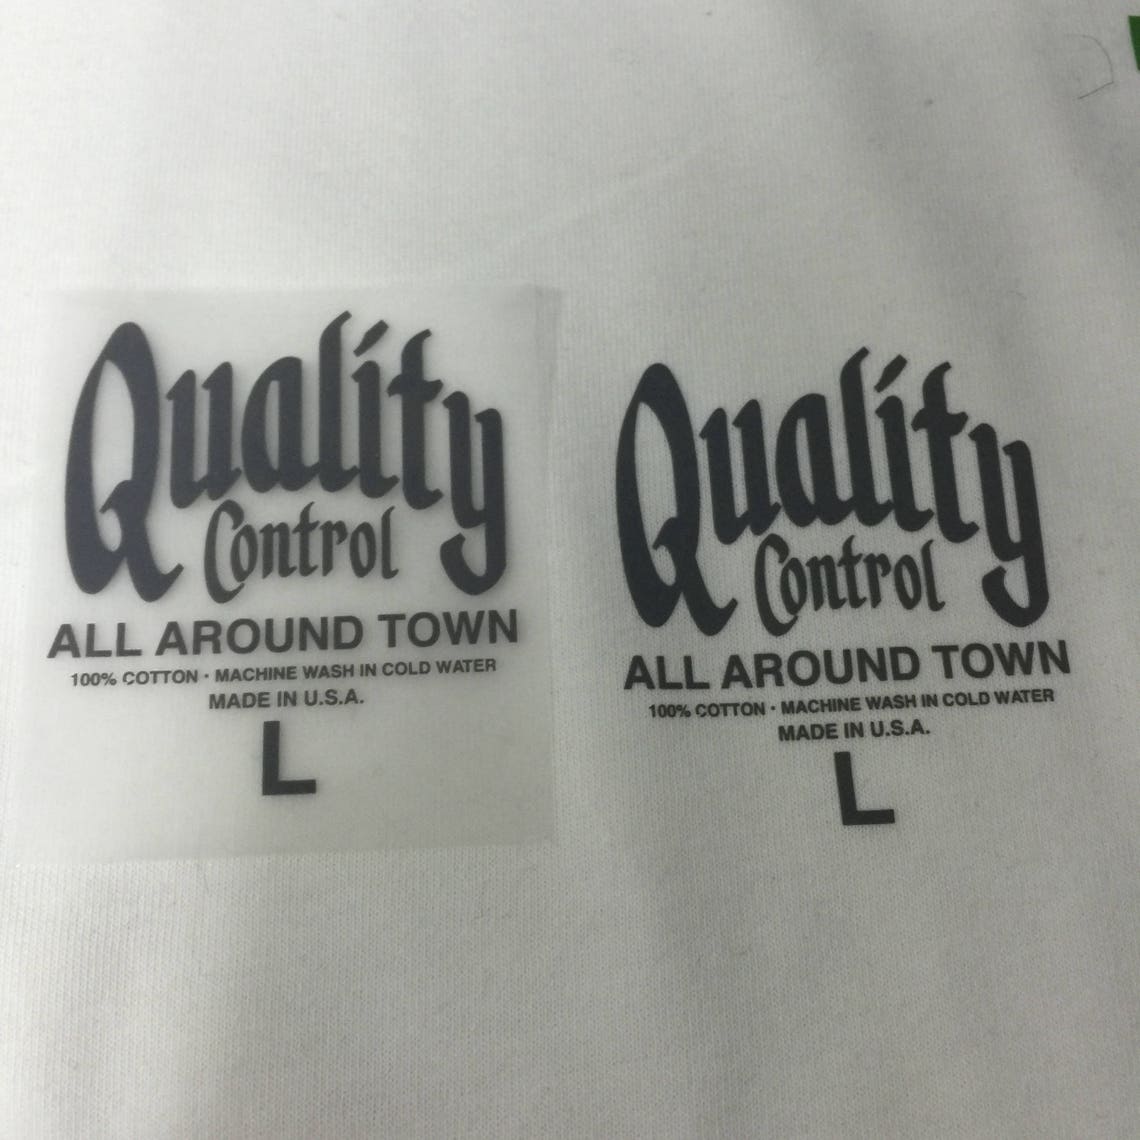 Quality
Control
ALL AROUND TOWN
100% COTTON • MACHINE WASH IN COLD WATER
MADE IN U.S.A.
L
Quality
Control
ALL AROUND TOWN
100% COTTON • MACHINE WASH IN COLD WATER
MADE IN U.S.A.
L